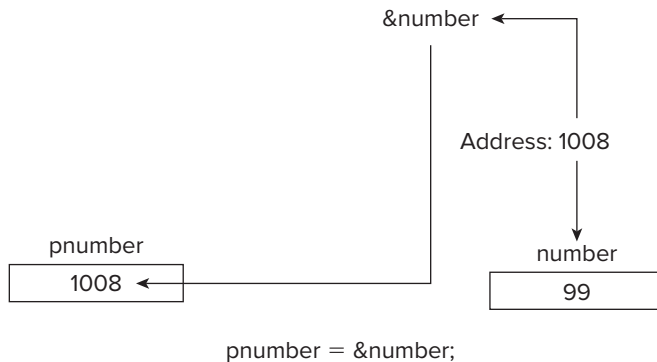 &number
Address: 1008
pnumber
number
1008
99
pnumber = &number;